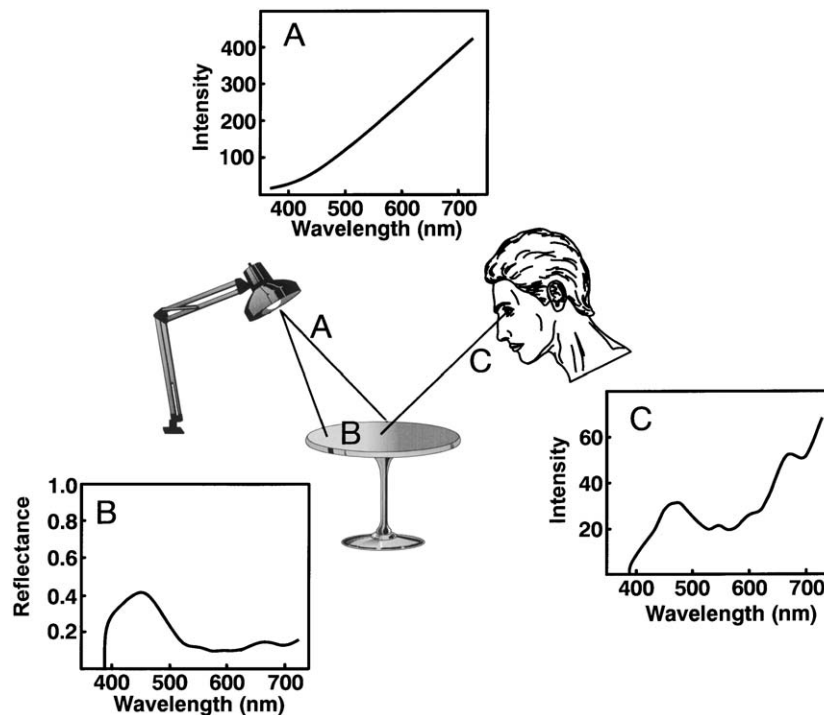 A
400
300
200
100
Intensity
400 500 600 700
Wavelength (nm)
A
B
C
B
1.0
0.8
0.6
0.4
0.2
Reflectance
400 500 600 700
Wavelength (nm)
C
60
40
20
Intensity
400 500 600 700
Wavelength (nm)